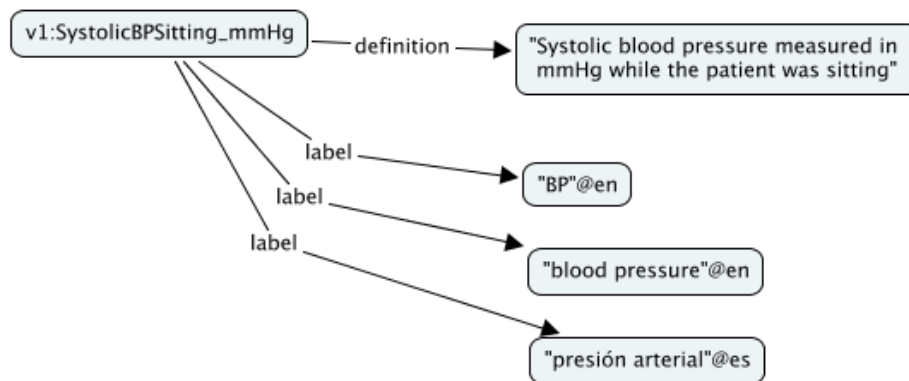 v1:SystolicBPSitting_mmHg
definition
"Systolic blood pressure measured in
mmHg while the patient was sitting"
label
"BP"@en
label
"blood pressure"@en
label
"presión arterial"@es